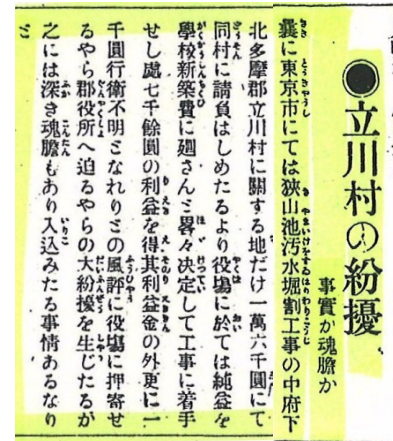 ●立川村の紛擾
事實か魂膽か
曩に東京市にては狹山池汚水堀割工事の中府下
北多摩郡立川村に關する地だけ一萬六千圓にて
同村に請負はしめたるより役塲に於ては純益を
學校新築費に廻さんと畧々決定して工事に着手
せし處七千餘圓の利益を得其利益金の外更に一
千圓行衛不明となれりとの風評に役塲に押寄せ
るやら郡役所へ迫るやらの大紛擾を生じたるが
之には深き魂膽もあり入込みたる事情あるなり
と